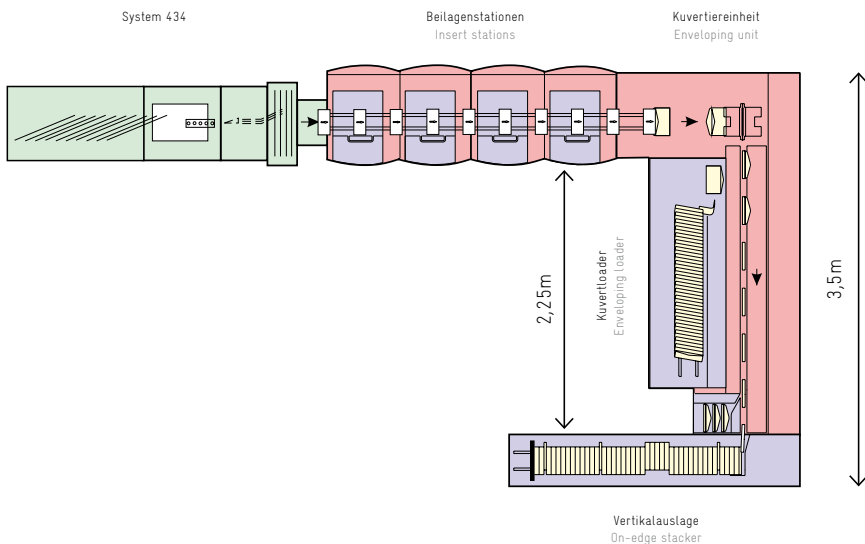 System 434
Beilagenstationen
Insert stations
Kuvertiereinheit
Enveloping unit
2,25m
Kuvertloader
Enveloping loader
3,5m
Vertikalauslage
On-edge stacker